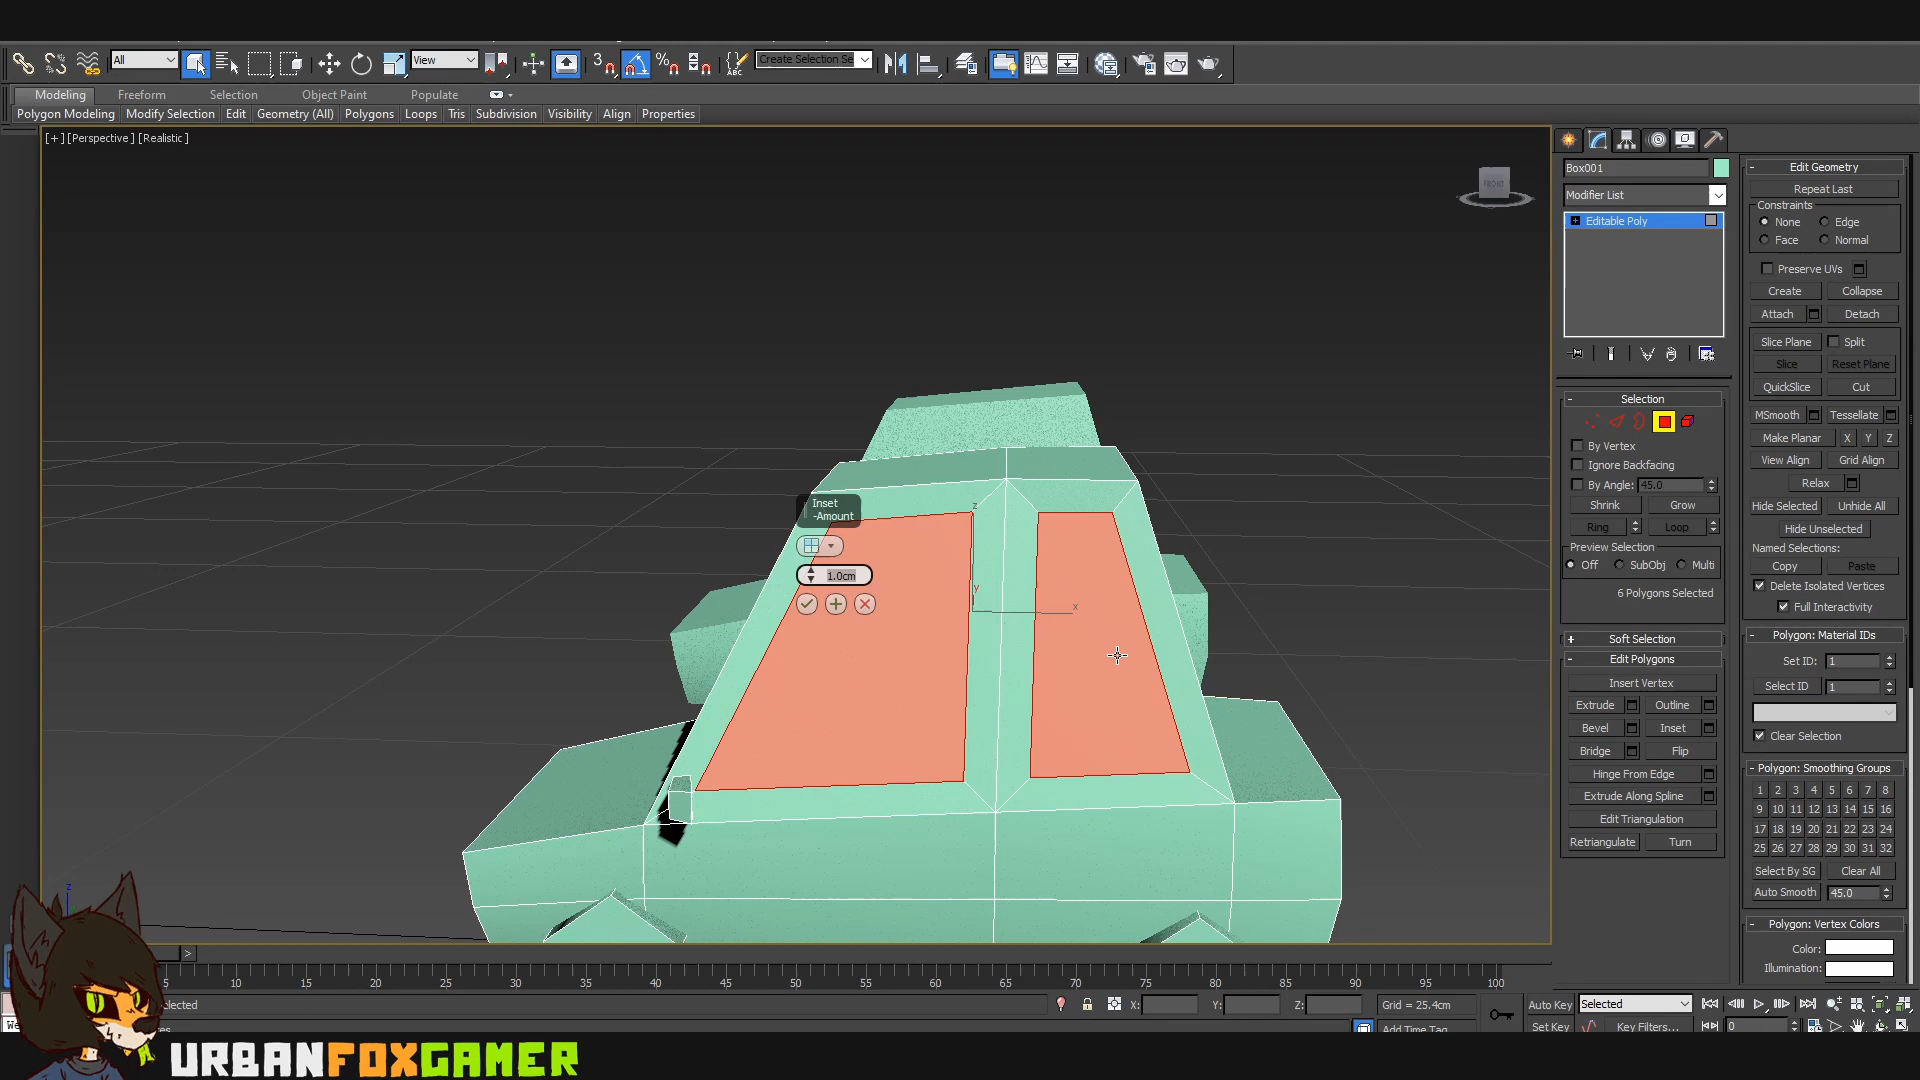 All
View
3
%
ABC
Create Selection Se
Modeling Freeform Selection Object Paint Populate
Polygon Modeling Modify Selection Edit Geometry (All) Polygons Loops Tris Subdivision Visibility Align Properties
[+] [Perspective] [Realistic]
FRONT
Inset
-Amount
1.0cm
z
y
x
z
Box001
Modifier List
Editable Poly
Selection
By Vertex
Ignore Backfacing
By Angle: 45.0
Shrink Grow
Ring Loop
Preview Selection
Off SubObj Multi
6 Polygons Selected
Soft Selection
Edit Polygons
Insert Vertex
Extrude Outline
Bevel Inset
Bridge Flip
Hinge From Edge
Extrude Along Spline
Edit Triangulation
Retriangulate Turn
Edit Geometry
Repeat Last
Constraints
None Edge
Face Normal
Preserve UVs
Create Collapse
Attach Detach
Slice Plane Split
Slice Reset Plane
QuickSlice Cut
MSmooth Tessellate
Make Planar X Y Z
View Align Grid Align
Relax
Hide Selected Unhide All
Hide Unselected
Named Selections:
Copy Paste
Delete Isolated Vertices
Full Interactivity
Polygon: Material IDs
Set ID: 1
Select ID 1
Clear Selection
Polygon: Smoothing Groups
1 2 3 4 5 6 7 8
9 10 11 12 13 14 15 16
17 18 19 20 21 22 23 24
25 26 27 28 29 30 31 32
Select By SG Clear All
Auto Smooth 45.0
Polygon: Vertex Colors
Color:
Illumination:
>
5 10 15 20 25 30 35 40 45 50 55 60 65 70 75 80 85 90 95 100
X: Y: Z: Grid = 25.4cm
Auto Key Selected
Add Time Tag
Set Key Key Filters... 0
URBANFOXGAMER